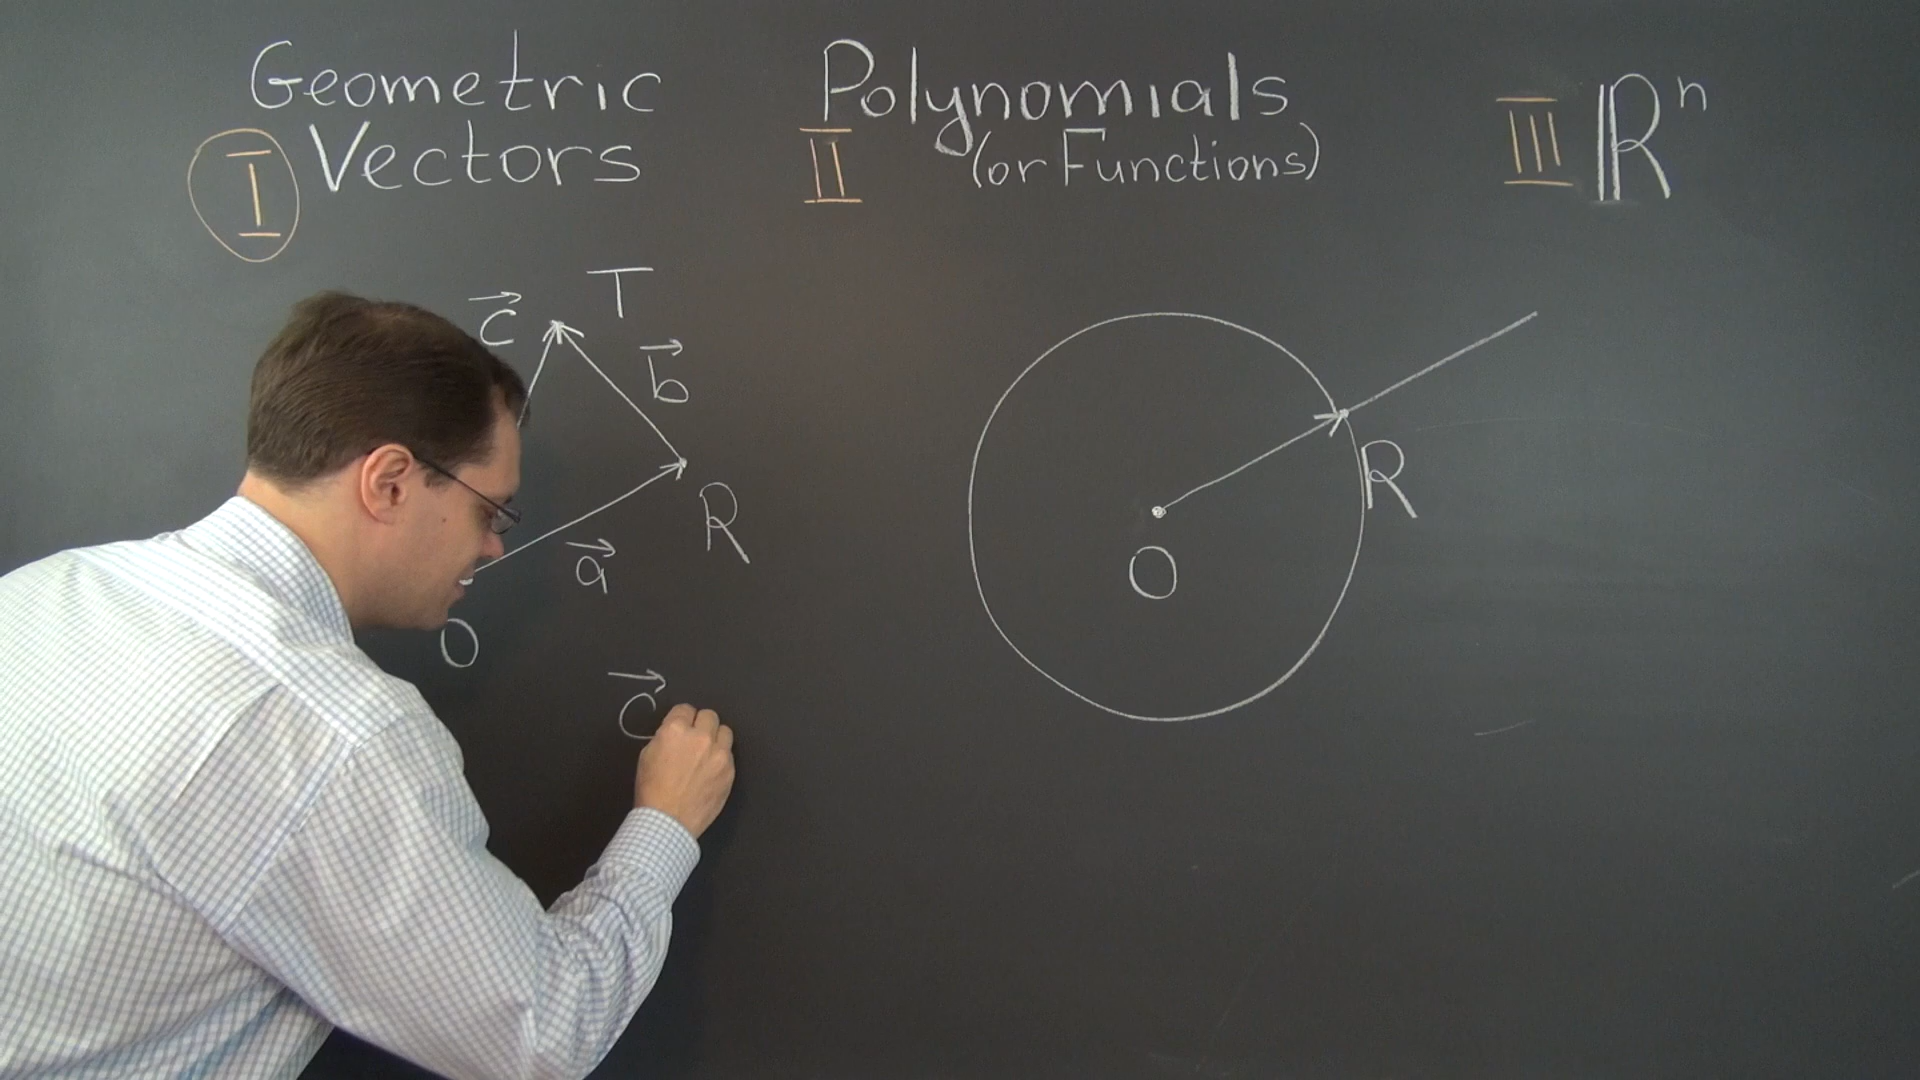 Geometric
I Vectors
Polynomials
II (or Functions)
III ℝⁿ
T
c⃗
b⃗
R
a⃗
O
c⃗
R
O